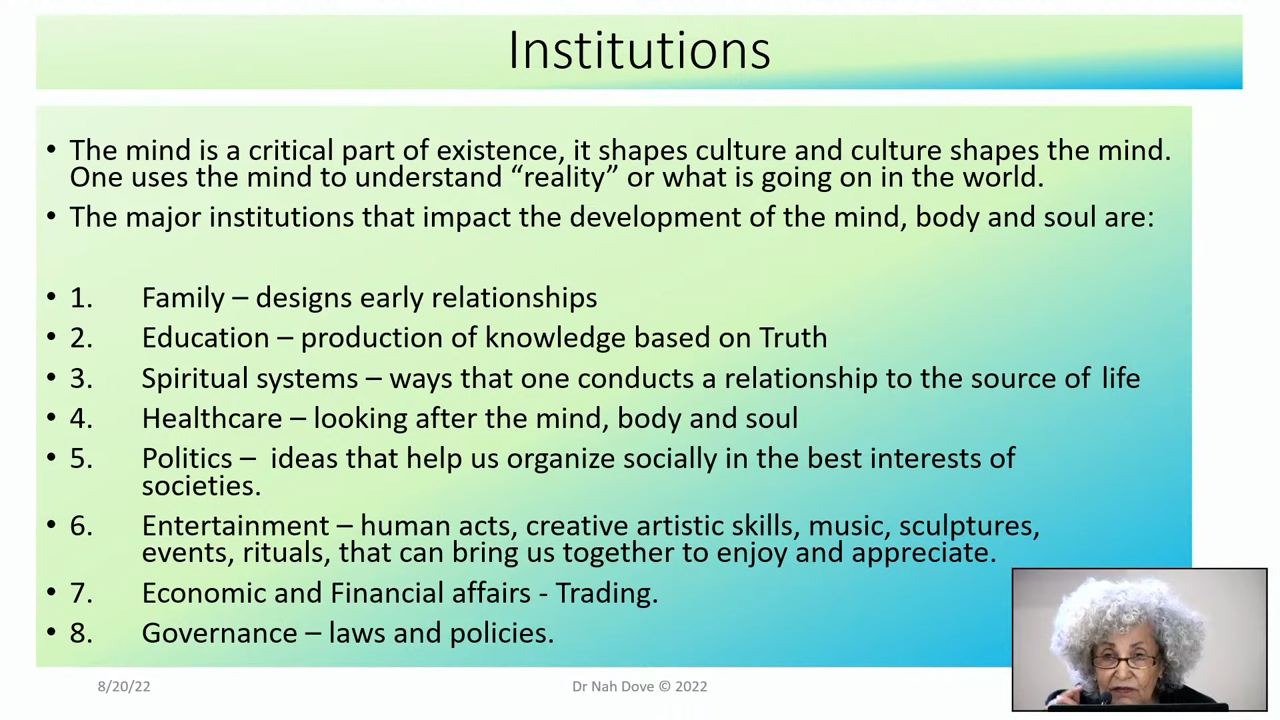 Institutions
• The mind is a critical part of existence, it shapes culture and culture shapes the mind.
One uses the mind to understand “reality” or what is going on in the world.
• The major institutions that impact the development of the mind, body and soul are:
• 1. Family – designs early relationships
• 2. Education – production of knowledge based on Truth
• 3. Spiritual systems – ways that one conducts a relationship to the source of life
• 4. Healthcare – looking after the mind, body and soul
• 5. Politics – ideas that help us organize socially in the best interests of
societies.
• 6. Entertainment – human acts, creative artistic skills, music, sculptures,
events, rituals, that can bring us together to enjoy and appreciate.
• 7. Economic and Financial affairs - Trading.
• 8. Governance – laws and policies.
8/20/22 Dr Nah Dove © 2022